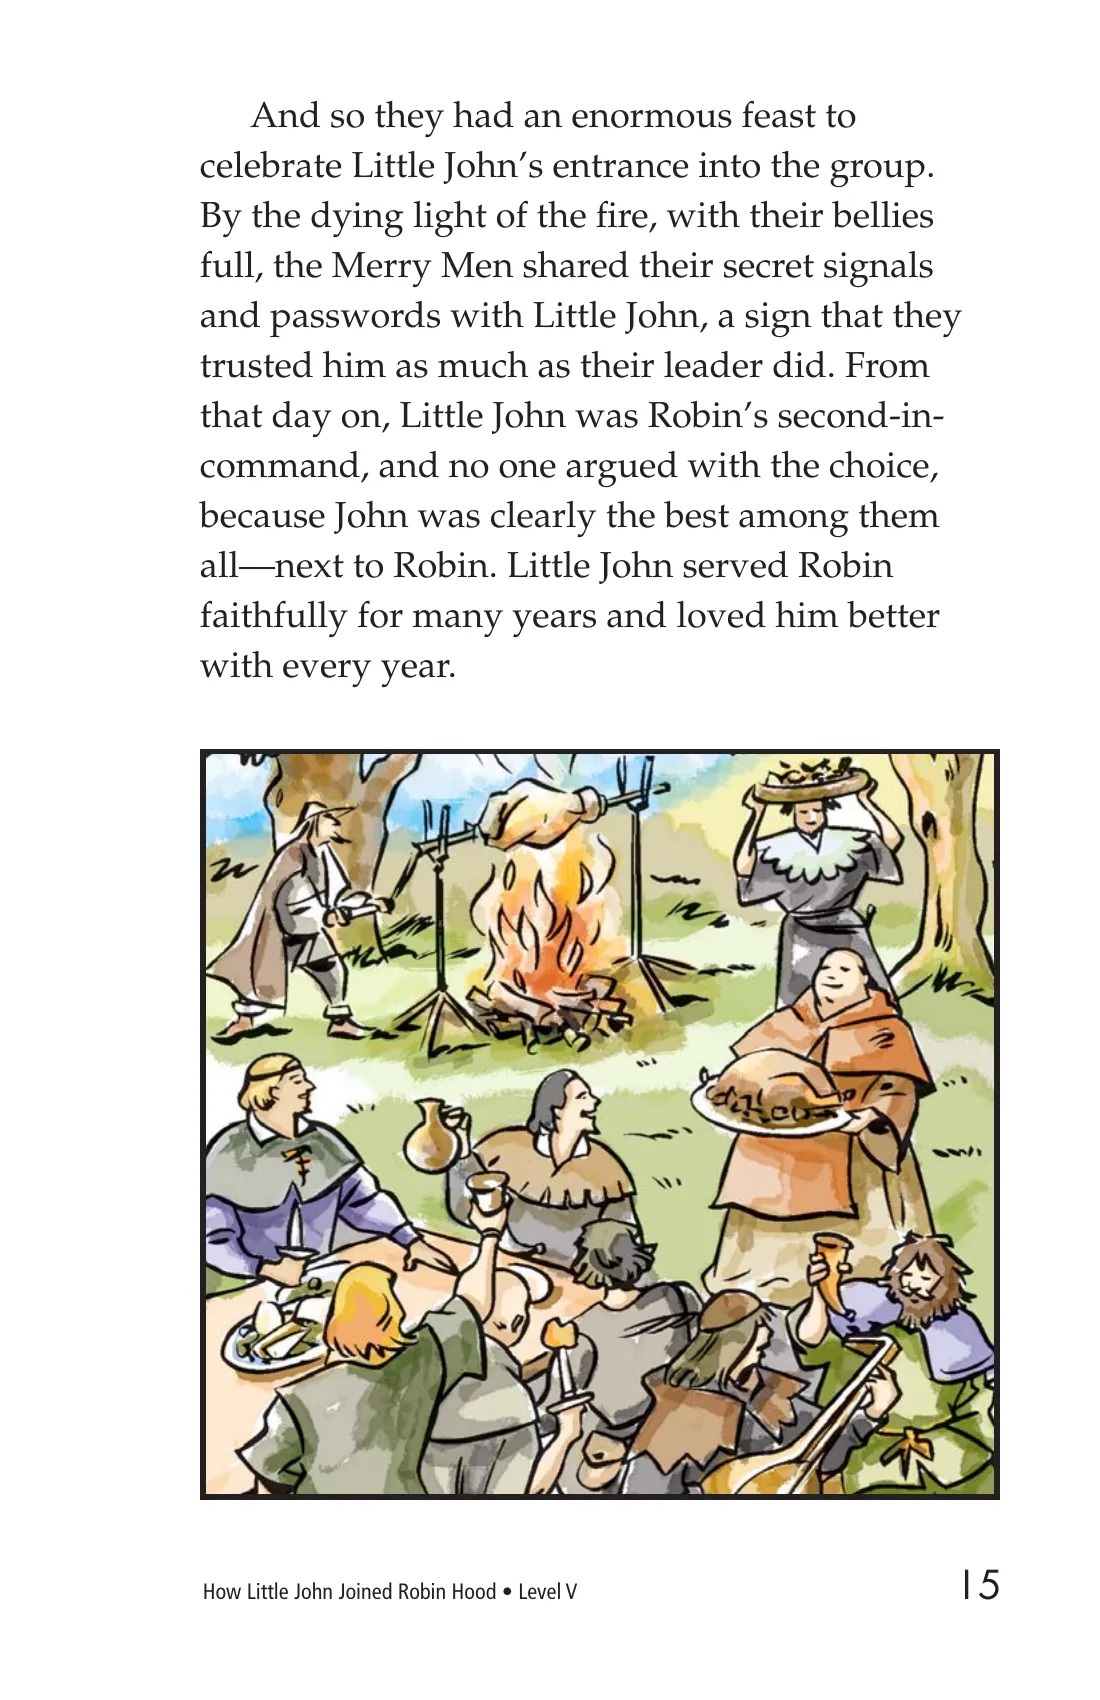 And so they had an enormous feast to
celebrate Little John’s entrance into the group.
By the dying light of the fire, with their bellies
full, the Merry Men shared their secret signals
and passwords with Little John, a sign that they
trusted him as much as their leader did. From
that day on, Little John was Robin’s second-in-
command, and no one argued with the choice,
because John was clearly the best among them
all—next to Robin. Little John served Robin
faithfully for many years and loved him better
with every year.
How Little John Joined Robin Hood • Level V
15